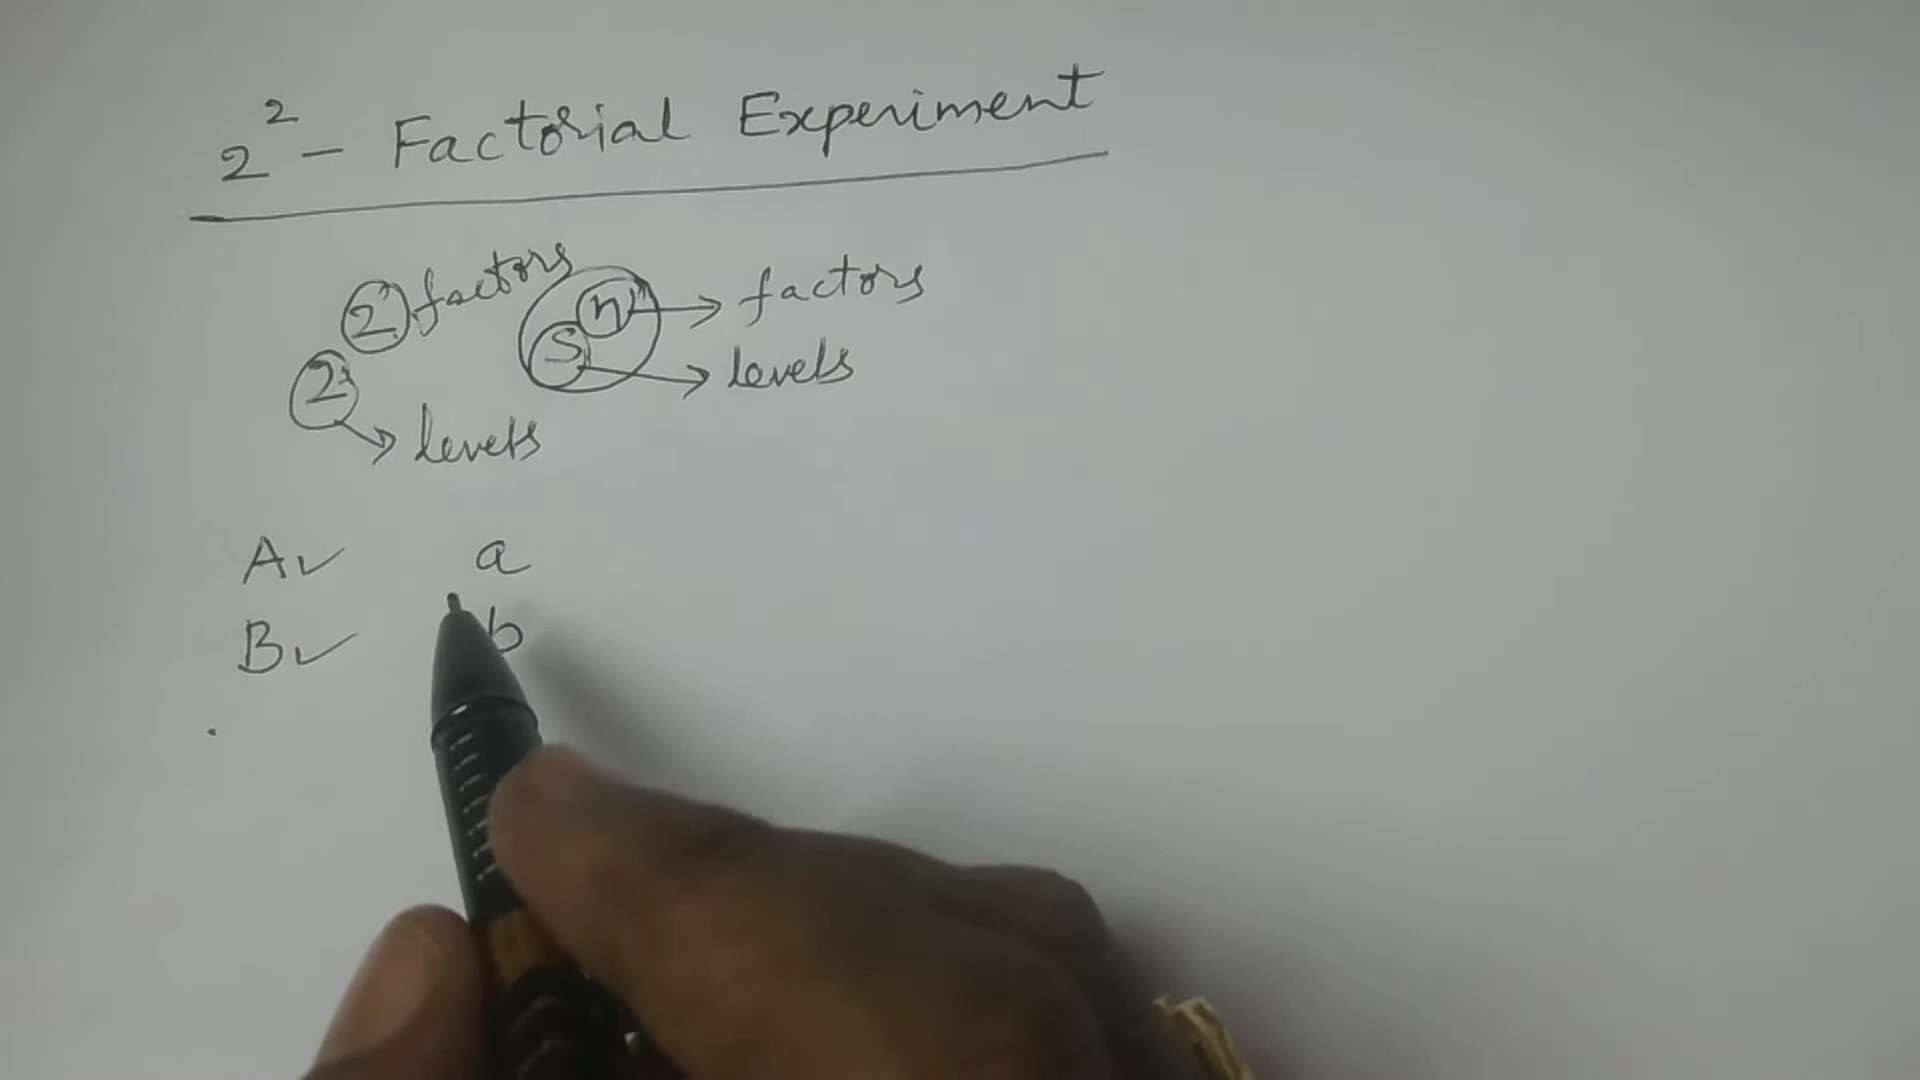 2² - Factorial Experiment
2 factors n → factors
2 S → levels
→ levels
A✓ a
B✓ b